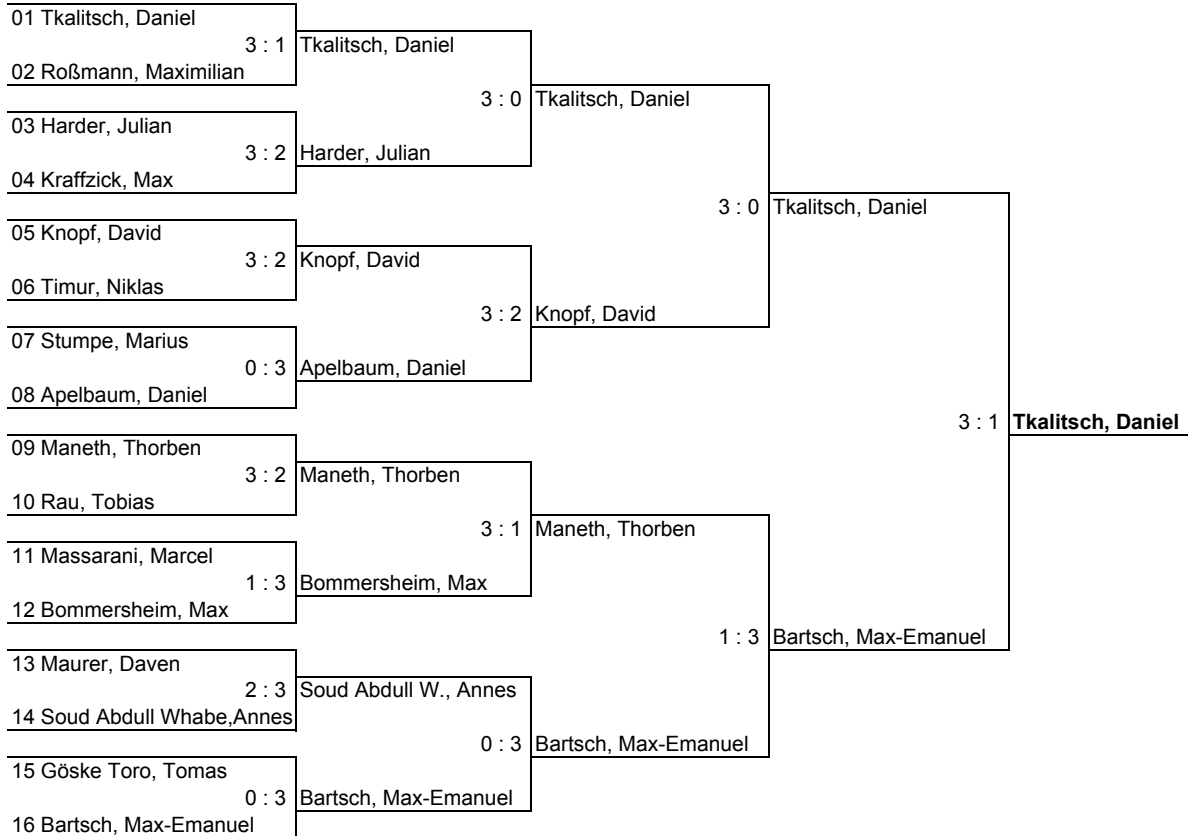 01 Tkalitsch, Daniel
3 : 1 Tkalitsch, Daniel
02 Roßmann, Maximilian
3 : 0 Tkalitsch, Daniel
03 Harder, Julian
3 : 2 Harder, Julian
04 Kraffzick, Max
3 : 0 Tkalitsch, Daniel
05 Knopf, David
3 : 2 Knopf, David
06 Timur, Niklas
3 : 2 Knopf, David
07 Stumpe, Marius
0 : 3 Apelbaum, Daniel
08 Apelbaum, Daniel
3 : 1 Tkalitsch, Daniel
09 Maneth, Thorben
3 : 2 Maneth, Thorben
10 Rau, Tobias
3 : 1 Maneth, Thorben
11 Massarani, Marcel
1 : 3 Bommersheim, Max
12 Bommersheim, Max
1 : 3 Bartsch, Max-Emanuel
13 Maurer, Daven
2 : 3 Soud Abdull W., Annes
14 Soud Abdull Whabe,Annes
0 : 3 Bartsch, Max-Emanuel
15 Göske Toro, Tomas
0 : 3 Bartsch, Max-Emanuel
16 Bartsch, Max-Emanuel